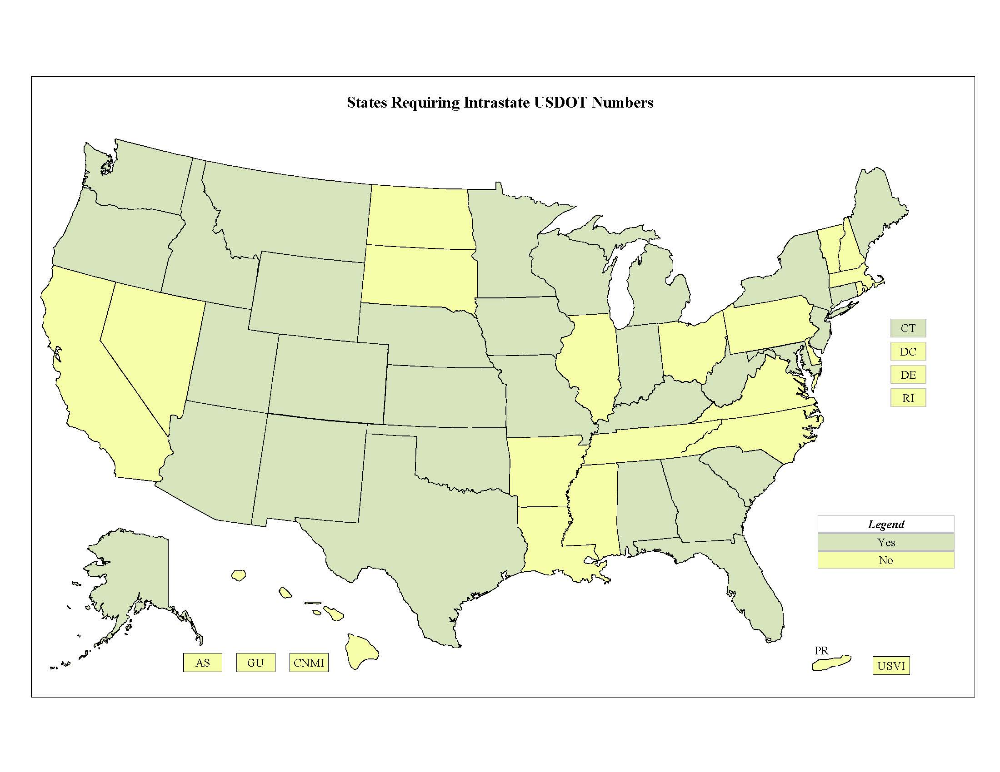 States Requiring Intrastate USDOT Numbers
CT
DC
DE
RI
Legend
Yes
No
AS
GU
CNMI
PR
USVI